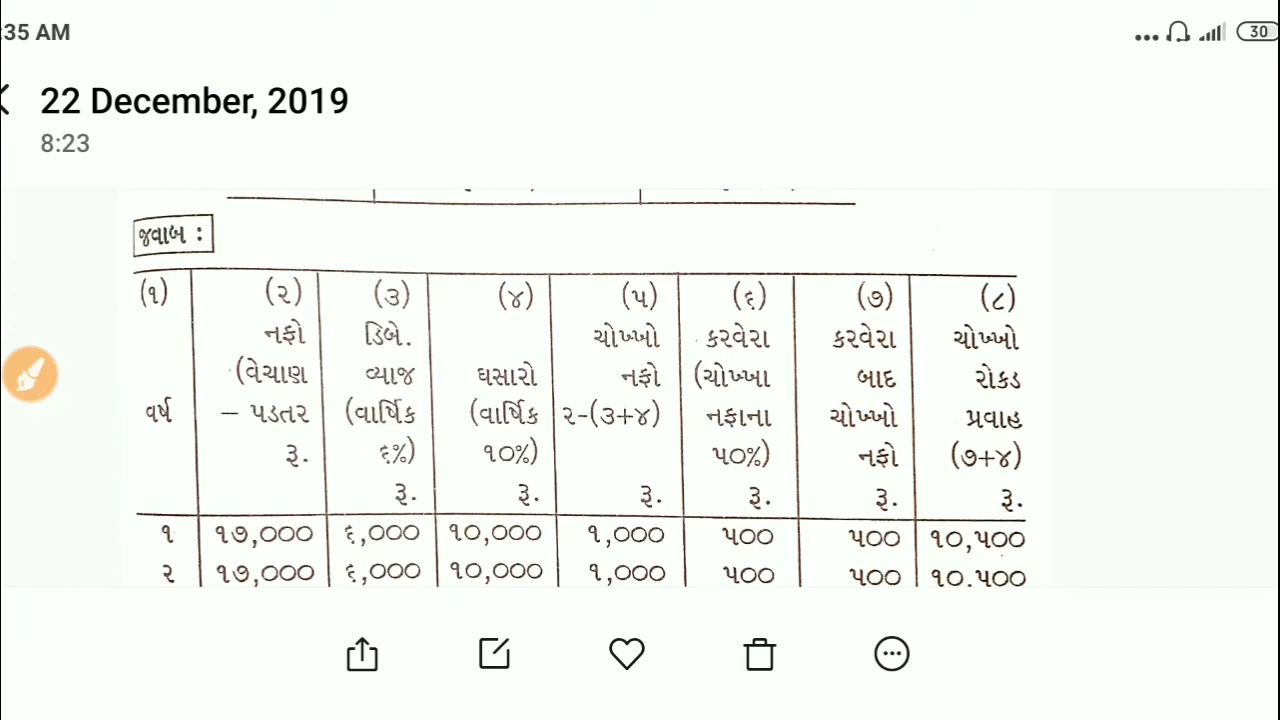 :35 AM
30
22 December, 2019
8:23
જવાબ :
(૧) (૨) (૩) (૪) (૫) (૬) (૭) (૮)
નફો ડિબે. ચોખ્ખો કરવેરા કરવેરા ચોખ્ખો
(વેચાણ વ્યાજ ઘસારો નફો (ચોખ્ખા બાદ રોકડ
વર્ષ – પડતર (વાર્ષિક (વાર્ષિક ૨-(૩+૪) નફાના ચોખ્ખો પ્રવાહ
રૂ. ૬%) ૧૦%) ૫૦%) નફો (૭+૪)
રૂ. રૂ. રૂ. રૂ. રૂ. રૂ.
૧ ૧૭,૦૦૦ ૬,૦૦૦ ૧૦,૦૦૦ ૧,૦૦૦ ૫૦૦ ૫૦૦ ૧૦,૫૦૦
૨ ૧૭,૦૦૦ ૬,૦૦૦ ૧૦,૦૦૦ ૧,૦૦૦ ૫૦૦ ૫૦૦ ૧૦.૫૦૦